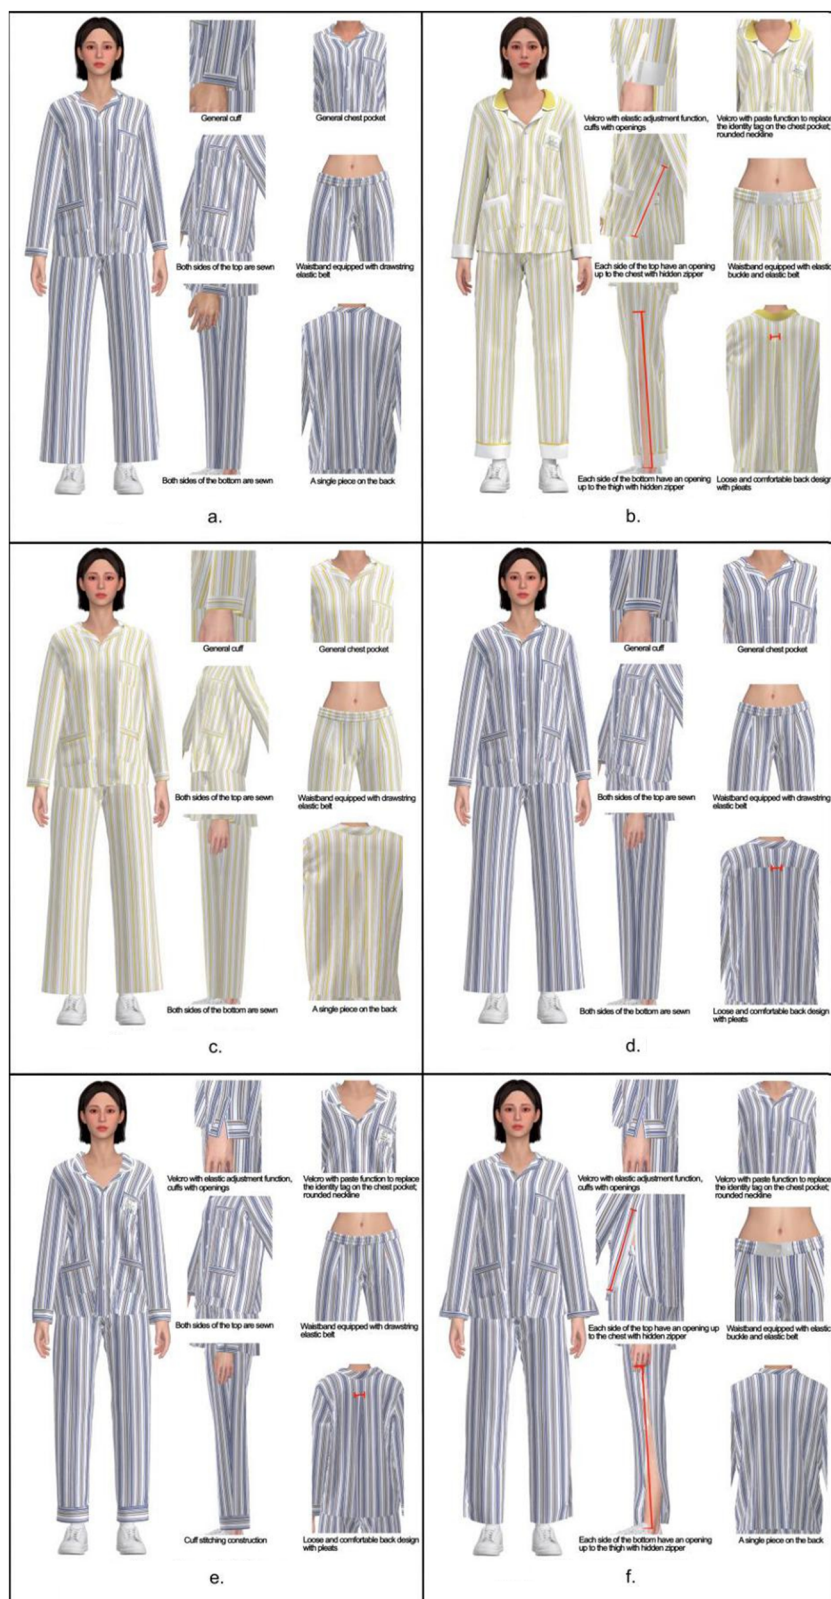 General cuff
General chest pocket
Both sides of the top are sewn
Waistband equipped with drawstring
elastic belt
Both sides of the bottom are sewn
A single piece on the back
a.
Velcro with elastic adjustment function,
cuffs with openings
Velcro with paste function to replace
the identity tag on the chest pocket;
rounded neckline
Each side of the top have an opening
up to the chest with hidden zipper
Waistband equipped with elastic
buckle and elastic belt
Each side of the bottom have an opening
up to the thigh with hidden zipper
Loose and comfortable back design
with pleats
b.
General cuff
General chest pocket
Both sides of the top are sewn
Waistband equipped with drawstring
elastic belt
Both sides of the bottom are sewn
A single piece on the back
c.
General cuff
General chest pocket
Both sides of the top are sewn
Waistband equipped with drawstring
elastic belt
Both sides of the bottom are sewn
Loose and comfortable back design
with pleats
d.
Velcro with elastic adjustment function,
cuffs with openings
Velcro with paste function to replace
the identity tag on the chest pocket;
rounded neckline
Both sides of the top are sewn
Waistband equipped with drawstring
elastic belt
Cuff stitching construction
Loose and comfortable back design
with pleats
e.
Velcro with elastic adjustment function,
cuffs with openings
Velcro with paste function to replace
the identity tag on the chest pocket;
rounded neckline
Each side of the top have an opening up
to the chest with hidden zipper
Waistband equipped with elastic
buckle and elastic belt
Each side of the bottom have an opening
up to the thigh with hidden zipper
A single piece on the back
f.